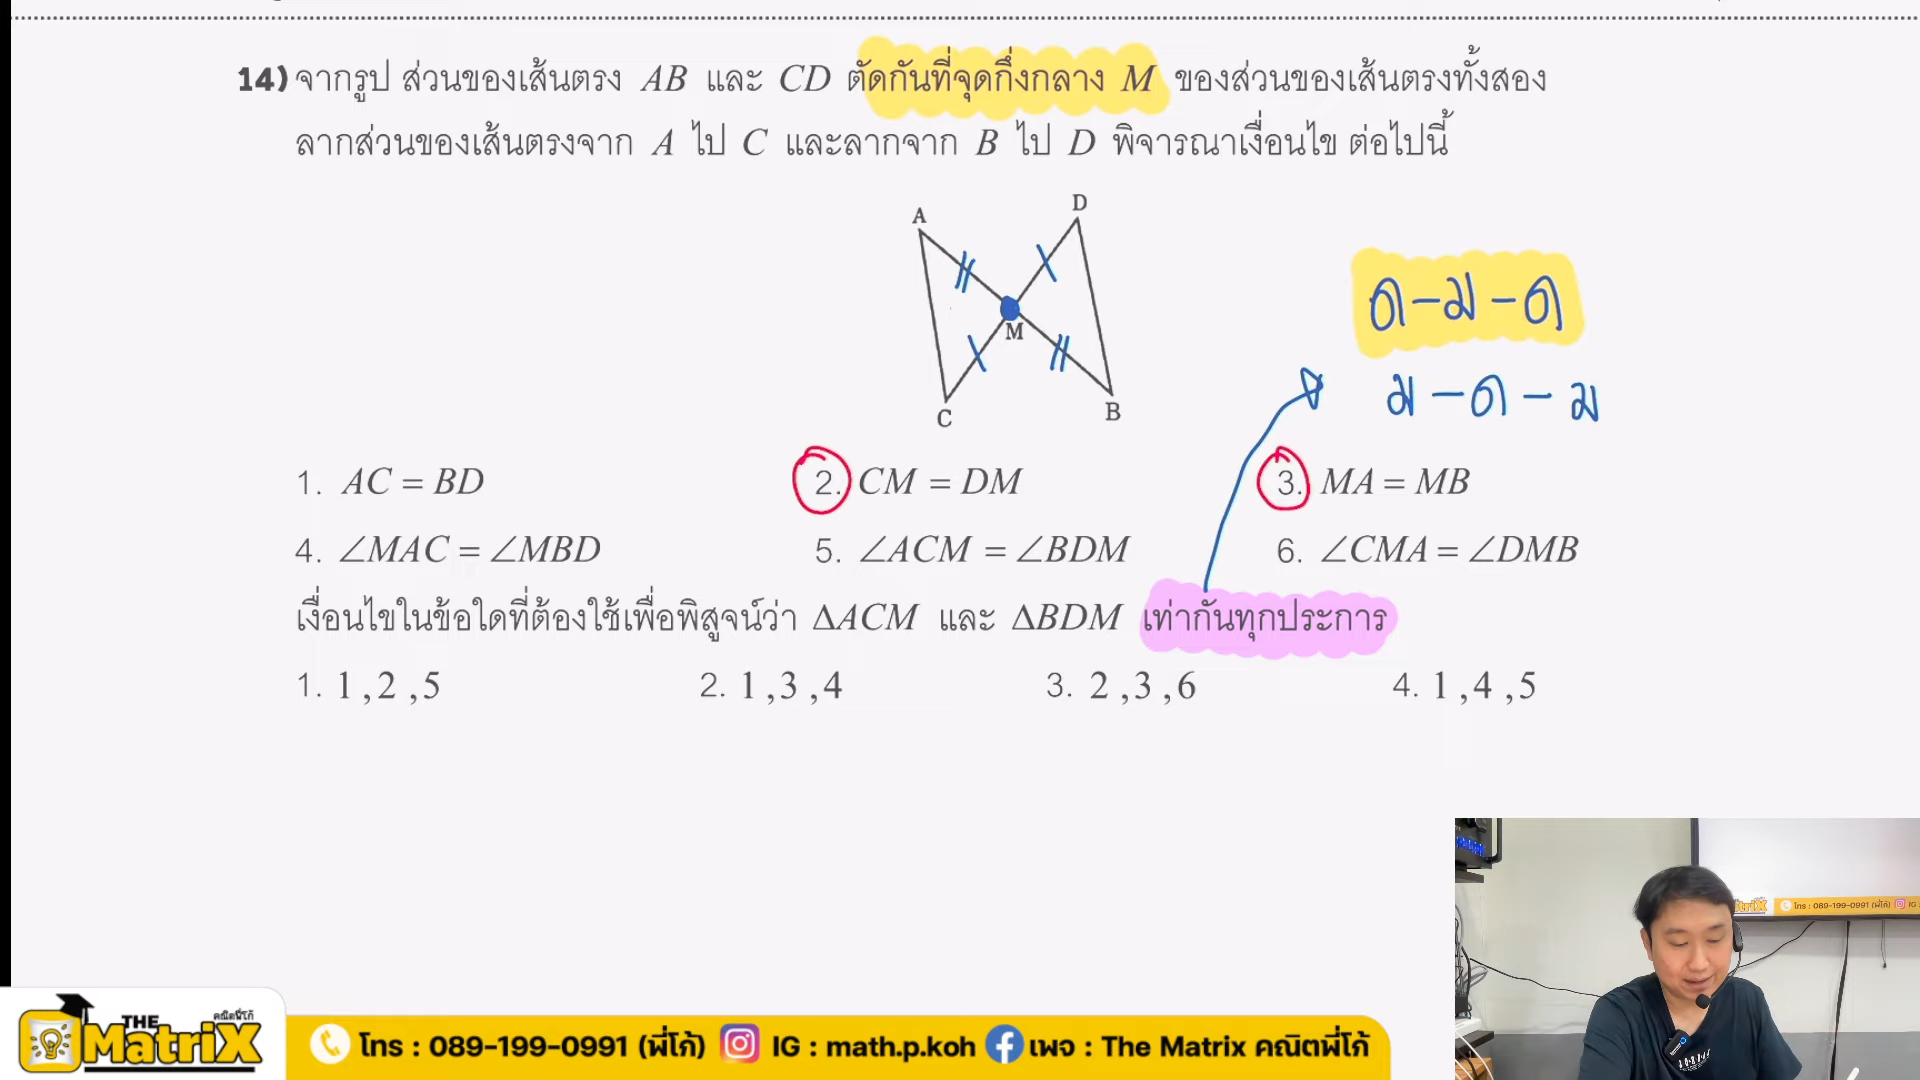 14) จากรูป ส่วนของเส้นตรง AB และ CD ตัดกันที่จุดกึ่งกลาง M ของส่วนของเส้นตรงทั้งสอง
ลากส่วนของเส้นตรงจาก A ไป C และลากจาก B ไป D พิจารณาเงื่อนไข ต่อไปนี้
A
D
M
C
B
ด-ม-ด
ม-ด-ม
1. AC = BD 2. CM = DM 3. MA = MB
4. ∠MAC = ∠MBD 5. ∠ACM = ∠BDM 6. ∠CMA = ∠DMB
เงื่อนไขในข้อใดที่ต้องใช้เพื่อพิสูจน์ว่า ΔACM และ ΔBDM เท่ากันทุกประการ
1. 1 ,2 ,5 2. 1 ,3 ,4 3. 2 ,3 ,6 4. 1 ,4 ,5
โทร : 089-199-0991 (พี่โก้) IG
THE คณิตพี่โก้
MatriX
โทร : 089-199-0991 (พี่โก้) IG : math.p.koh เพจ : The Matrix คณิตพี่โก้